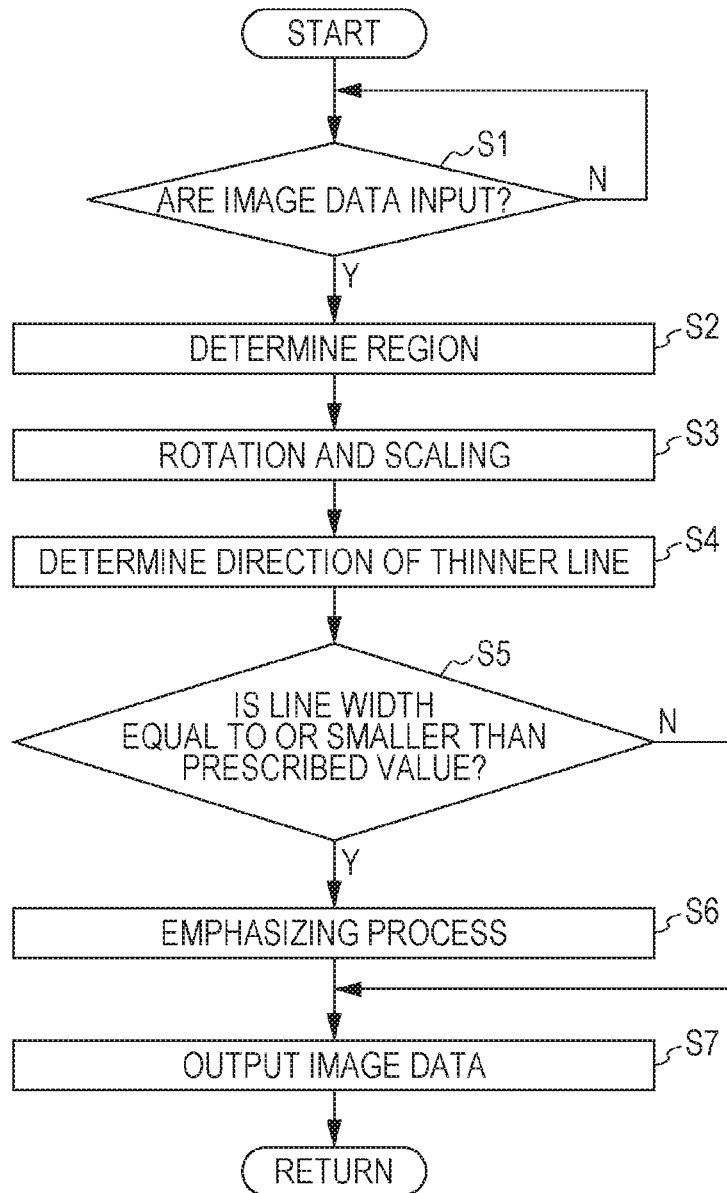 START
S1
ARE IMAGE DATA INPUT?
N
Y
S2
DETERMINE REGION
S3
ROTATION AND SCALING
S4
DETERMINE DIRECTION OF THINNER LINE
S5
IS LINE WIDTH
EQUAL TO OR SMALLER THAN
PRESCRIBED VALUE?
N
Y
S6
EMPHASIZING PROCESS
S7
OUTPUT IMAGE DATA
RETURN